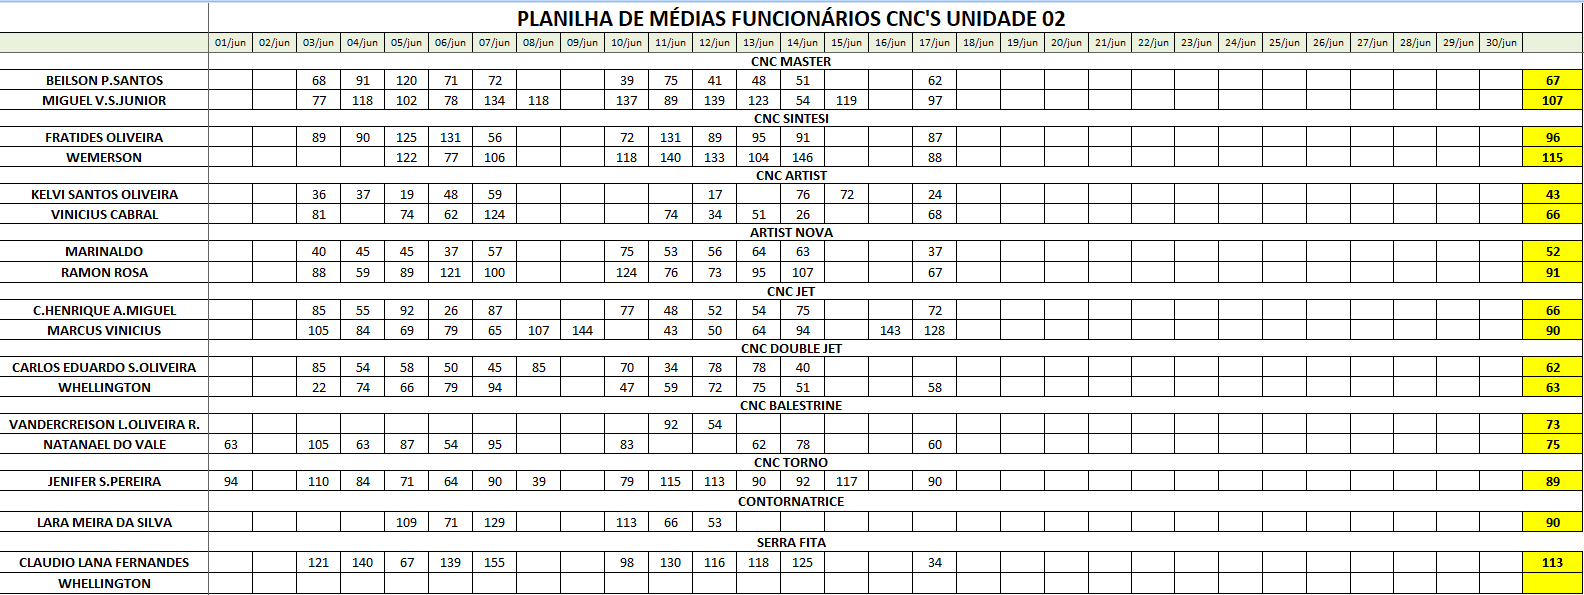 PLANILHA DE MÉDIAS FUNCIONÁRIOS CNC'S UNIDADE 02
01/jun 02/jun 03/jun 04/jun 05/jun 06/jun 07/jun 08/jun 09/jun 10/jun 11/jun 12/jun 13/jun 14/jun 15/jun 16/jun 17/jun 18/jun 19/jun 20/jun 21/jun 22/jun 23/jun 24/jun 25/jun 26/jun 27/jun 28/jun 29/jun 30/jun
CNC MASTER
BEILSON P.SANTOS 68 91 120 71 72 39 75 41 48 51 62 67
MIGUEL V.S.JUNIOR 77 118 102 78 134 118 137 89 139 123 54 119 97 107
CNC SINTESI
FRATIDES OLIVEIRA 89 90 125 131 56 72 131 89 95 91 87 96
WEMERSON 122 77 106 118 140 133 104 146 88 115
CNC ARTIST
KELVI SANTOS OLIVEIRA 36 37 19 48 59 17 76 72 24 43
VINICIUS CABRAL 81 74 62 124 74 34 51 26 68 66
ARTIST NOVA
MARINALDO 40 45 45 37 57 75 53 56 64 63 37 52
RAMON ROSA 88 59 89 121 100 124 76 73 95 107 67 91
CNC JET
C.HENRIQUE A.MIGUEL 85 55 92 26 87 77 48 52 54 75 72 66
MARCUS VINICIUS 105 84 69 79 65 107 144 43 50 64 94 143 128 90
CNC DOUBLE JET
CARLOS EDUARDO S.OLIVEIRA 85 54 58 50 45 85 70 34 78 78 40 62
WHELLINGTON 22 74 66 79 94 47 59 72 75 51 58 63
CNC BALESTRINE
VANDERCREISON L.OLIVEIRA R. 92 54 73
NATANAEL DO VALE 63 105 63 87 54 95 83 62 78 60 75
CNC TORNO
JENIFER S.PEREIRA 94 110 84 71 64 90 39 79 115 113 90 92 117 90 89
CONTORNATRICE
LARA MEIRA DA SILVA 109 71 129 113 66 53 90
SERRA FITA
CLAUDIO LANA FERNANDES 121 140 67 139 155 98 130 116 118 125 34 113
WHELLINGTON